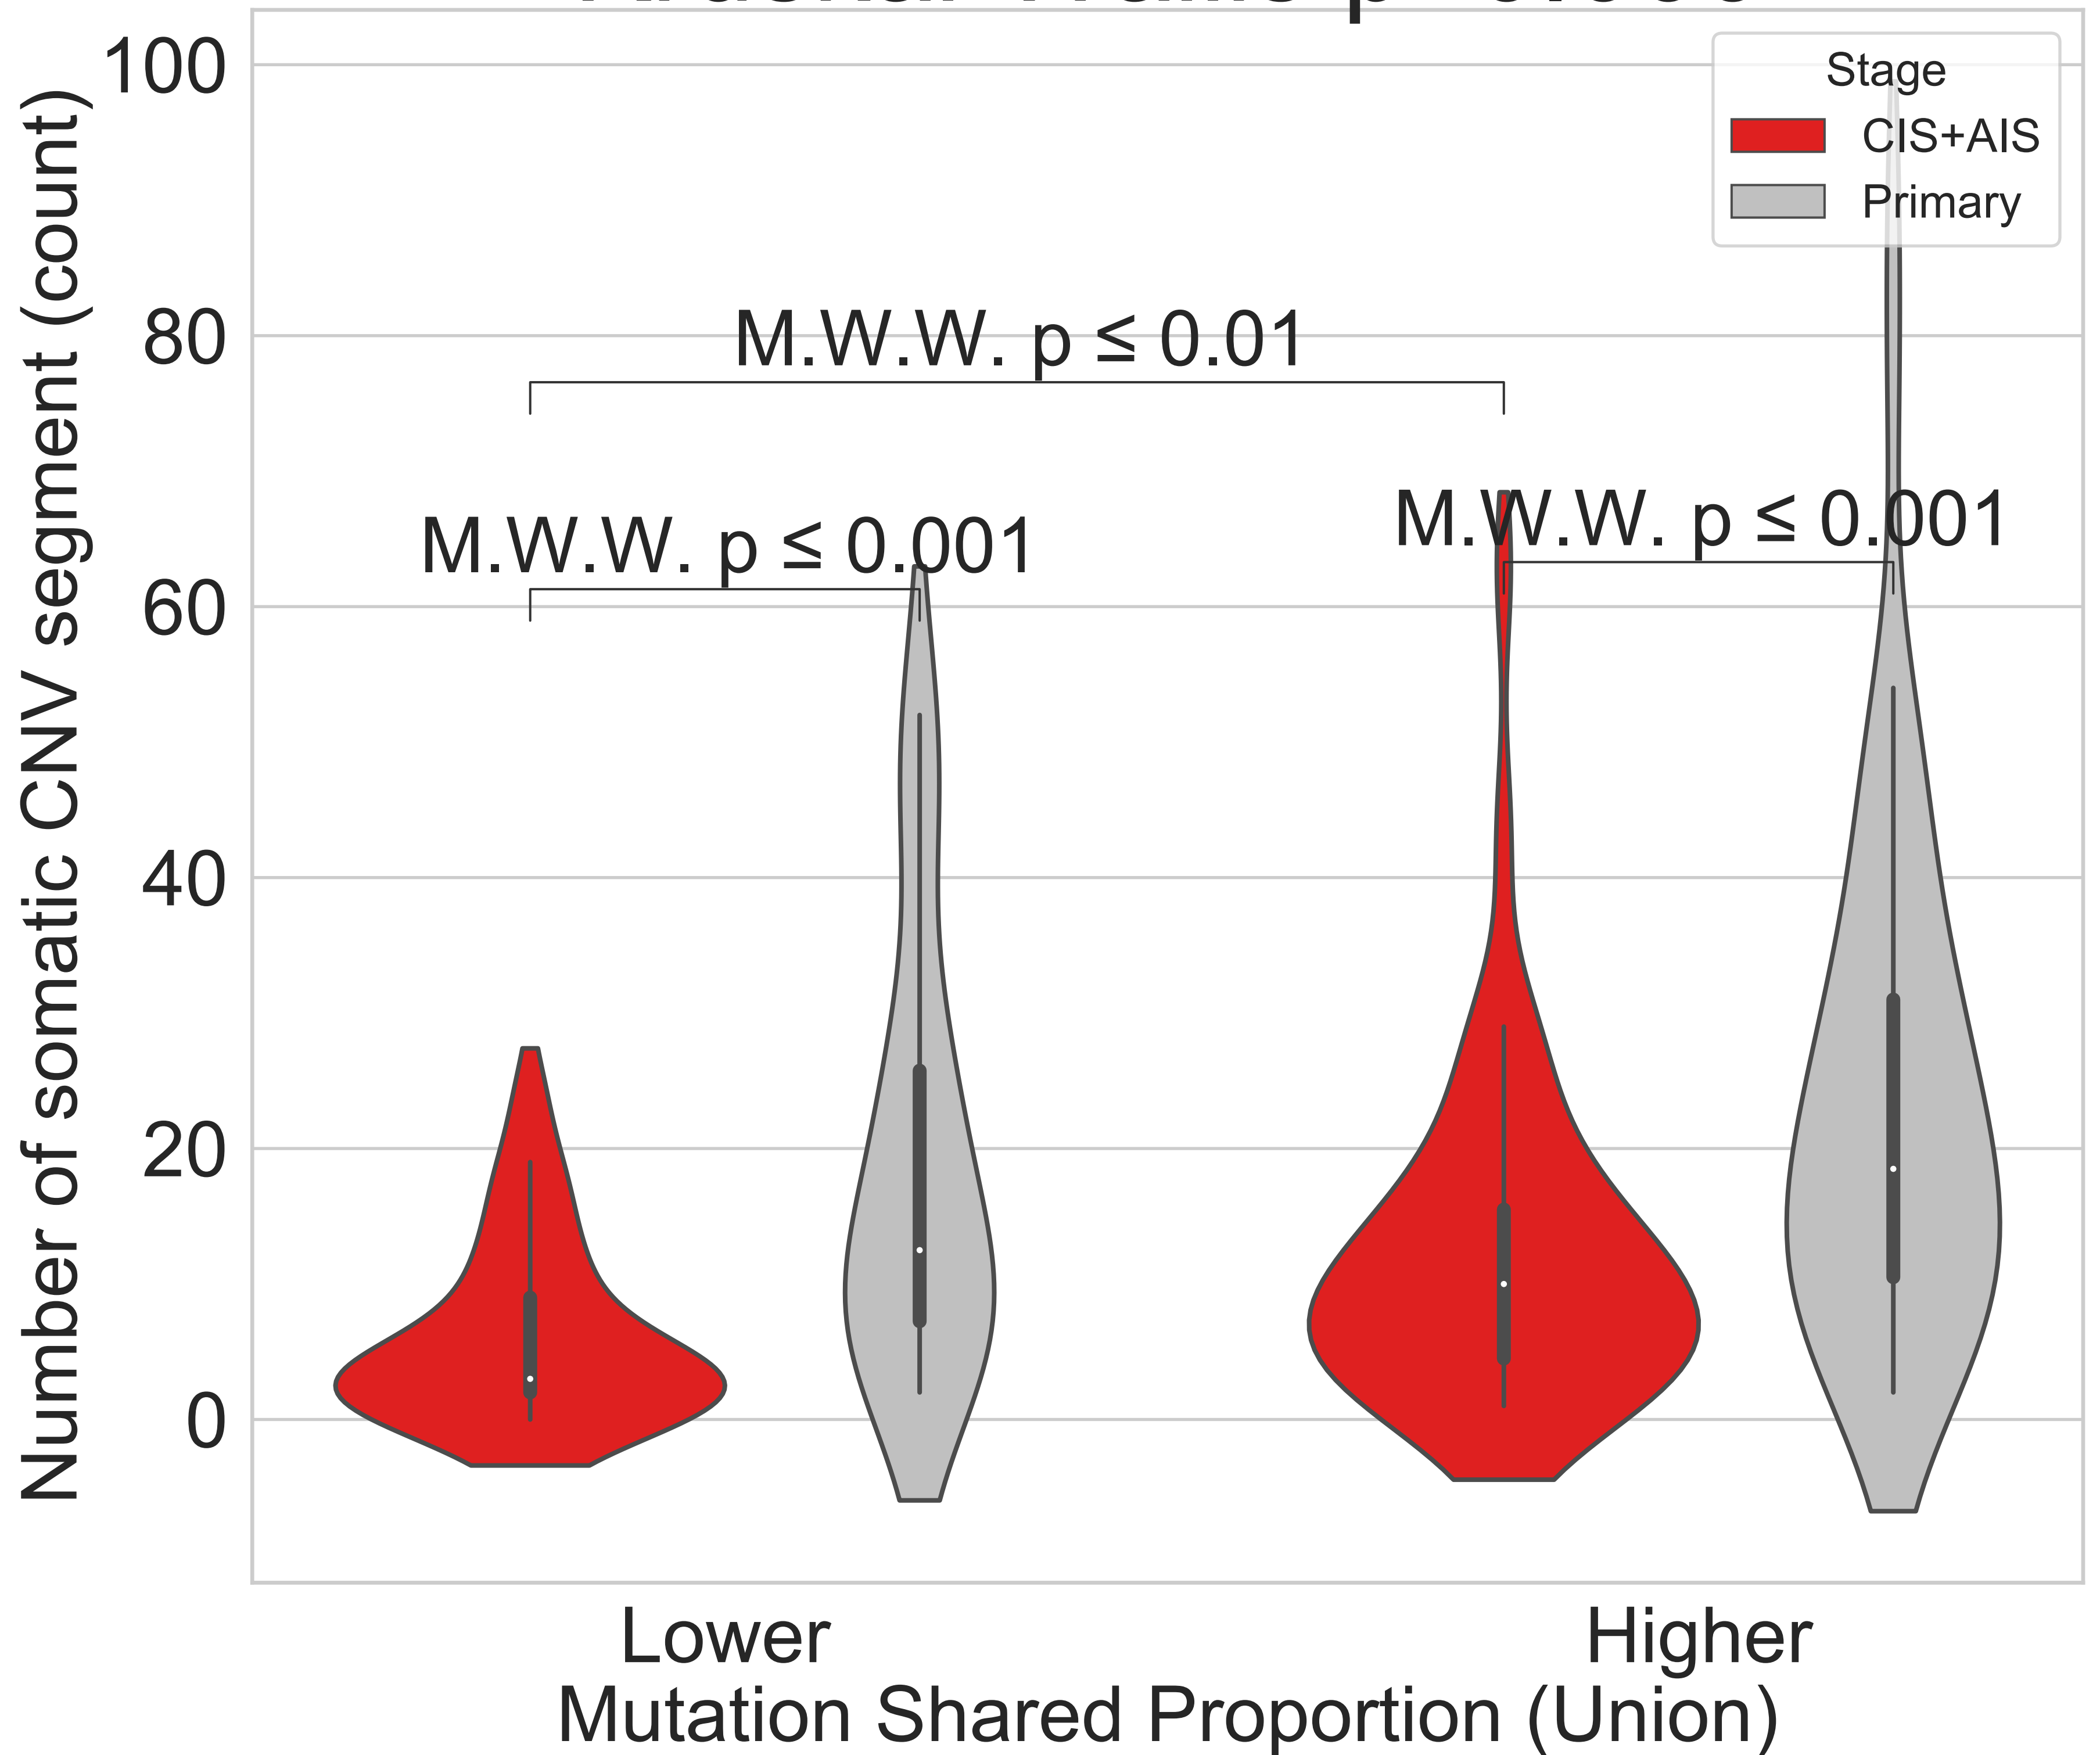 100
Stage
CIS+AIS
Primary
M.W.W. p ≤ 0.01
80
M.W.W. p ≤ 0.001
M.W.W. p ≤ 0.001
60
40
20
0
Number of somatic CNV segment (count)
Lower
Higher
Mutation Shared Proportion (Union)